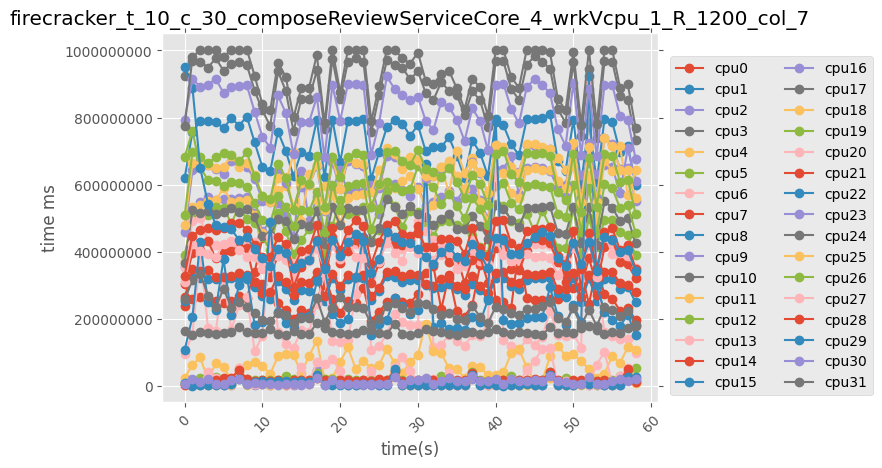 firecracker_t_10_c_30_composeReviewServiceCore_4_wrkVcpu_1_R_1200_col_7
1000000000
800000000
600000000
400000000
200000000
0
time ms
0
10
20
30
40
50
60
time(s)
cpu0
cpu1
cpu2
cpu3
cpu4
cpu5
cpu6
cpu7
cpu8
cpu9
cpu10
cpu11
cpu12
cpu13
cpu14
cpu15
cpu16
cpu17
cpu18
cpu19
cpu20
cpu21
cpu22
cpu23
cpu24
cpu25
cpu26
cpu27
cpu28
cpu29
cpu30
cpu31